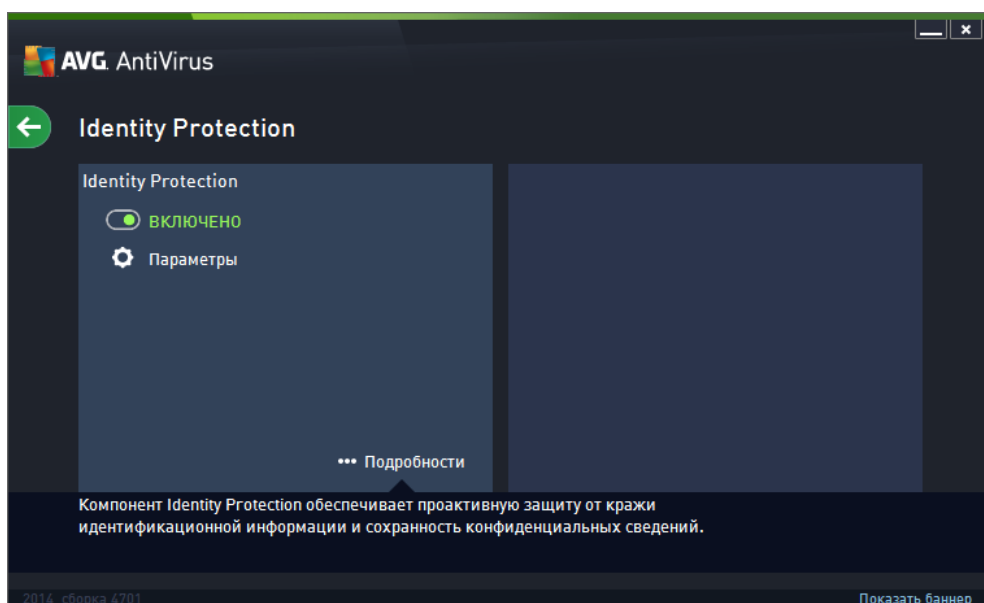 AVG. AntiVirus
Identity Protection
Identity Protection
ВКЛЮЧЕНО
Параметры
••• Подробности
Компонент Identity Protection обеспечивает проактивную защиту от кражи
идентификационной информации и сохранность конфиденциальных сведений.
2014 сборка 4701
Показать баннер